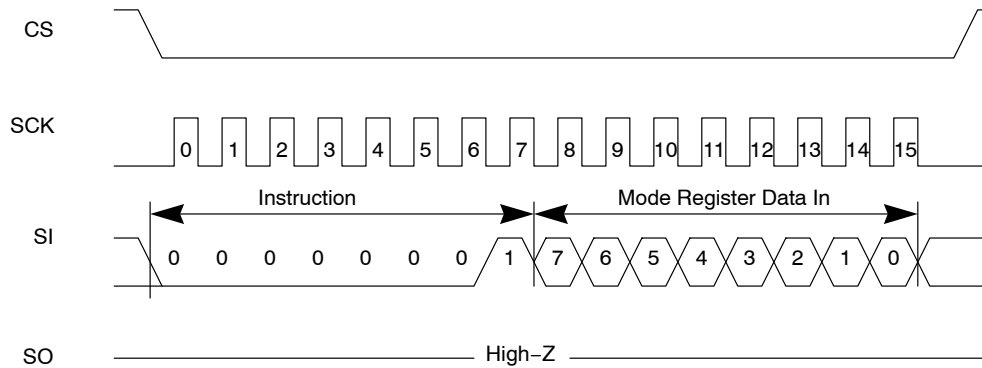 CS
SCK
0 1 2 3 4 5 6 7 8 9 10 11 12 13 14 15
Instruction Mode Register Data In
SI
0 0 0 0 0 0 0 1 7 6 5 4 3 2 1 0
SO
High−Z